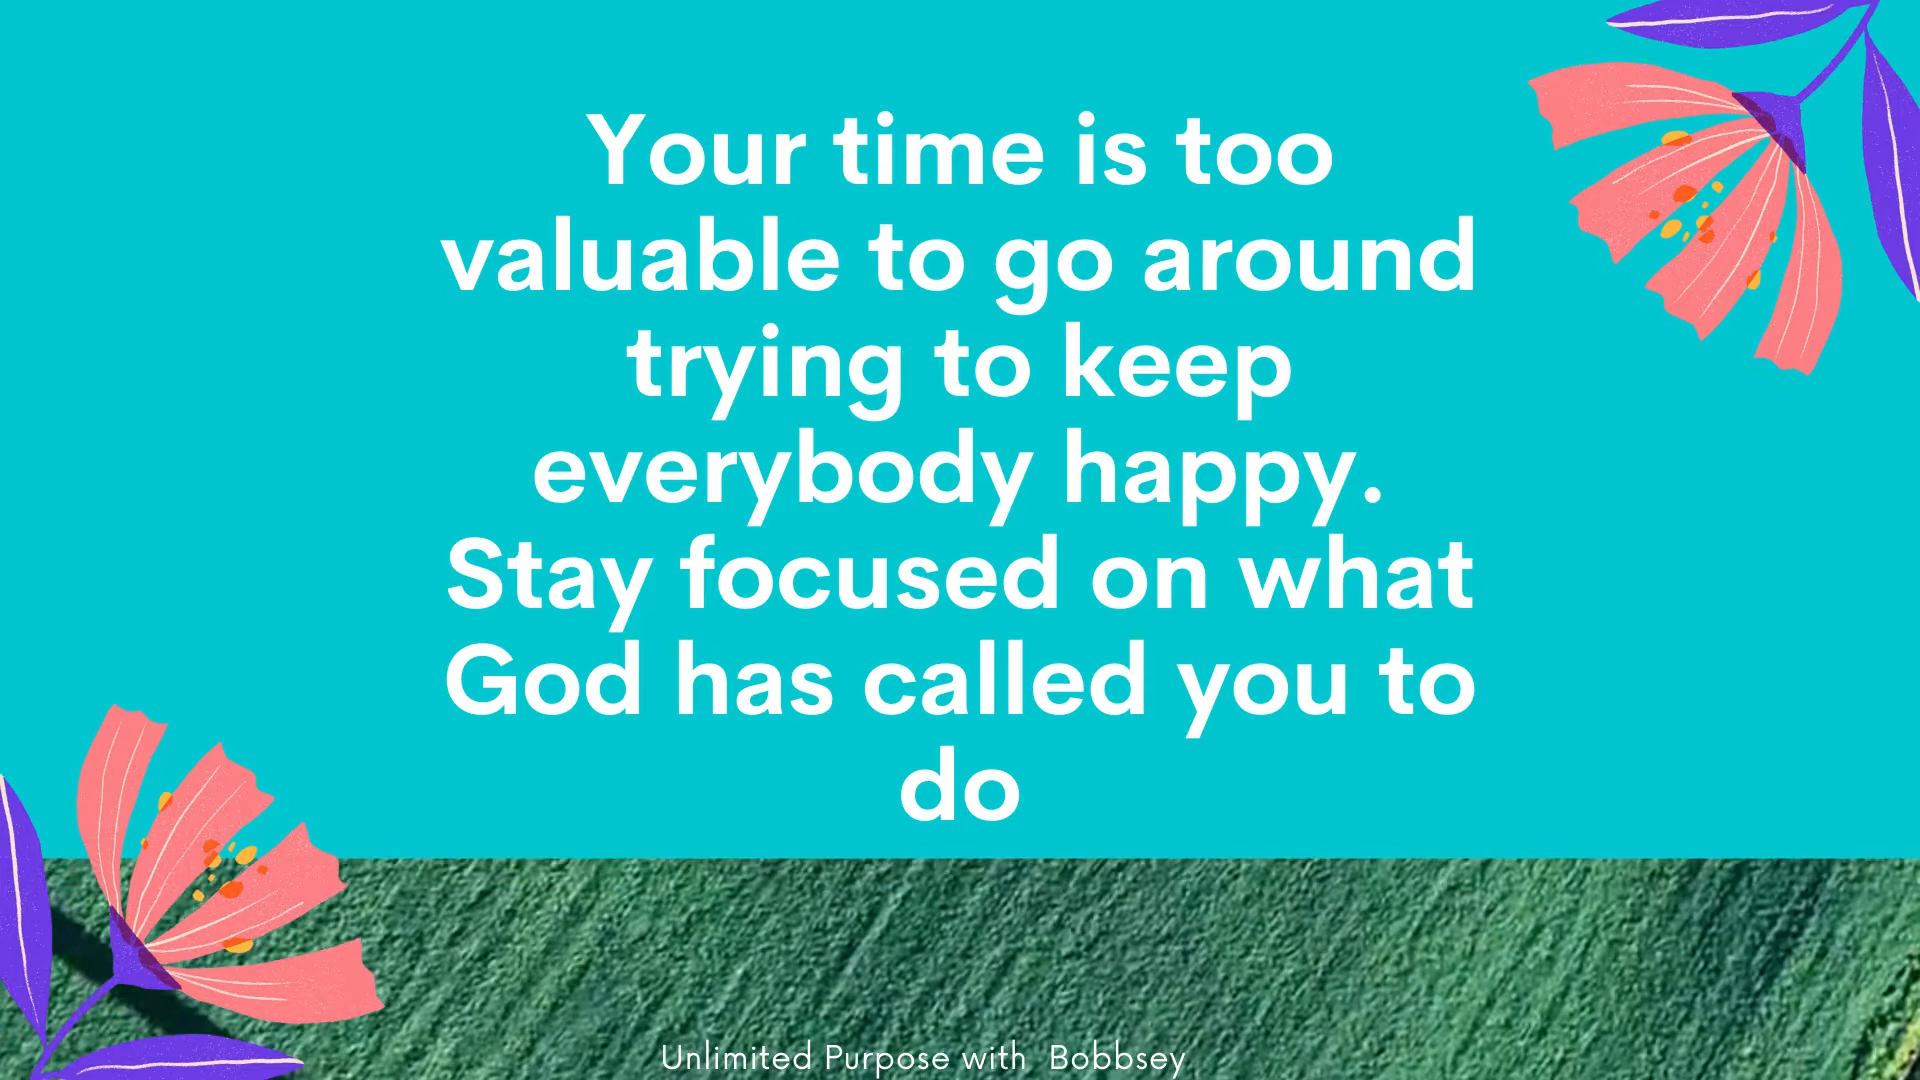 Your time is too
valuable to go around
trying to keep
everybody happy.
Stay focused on what
God has called you to
do
Unlimited Purpose with  Bobbsey